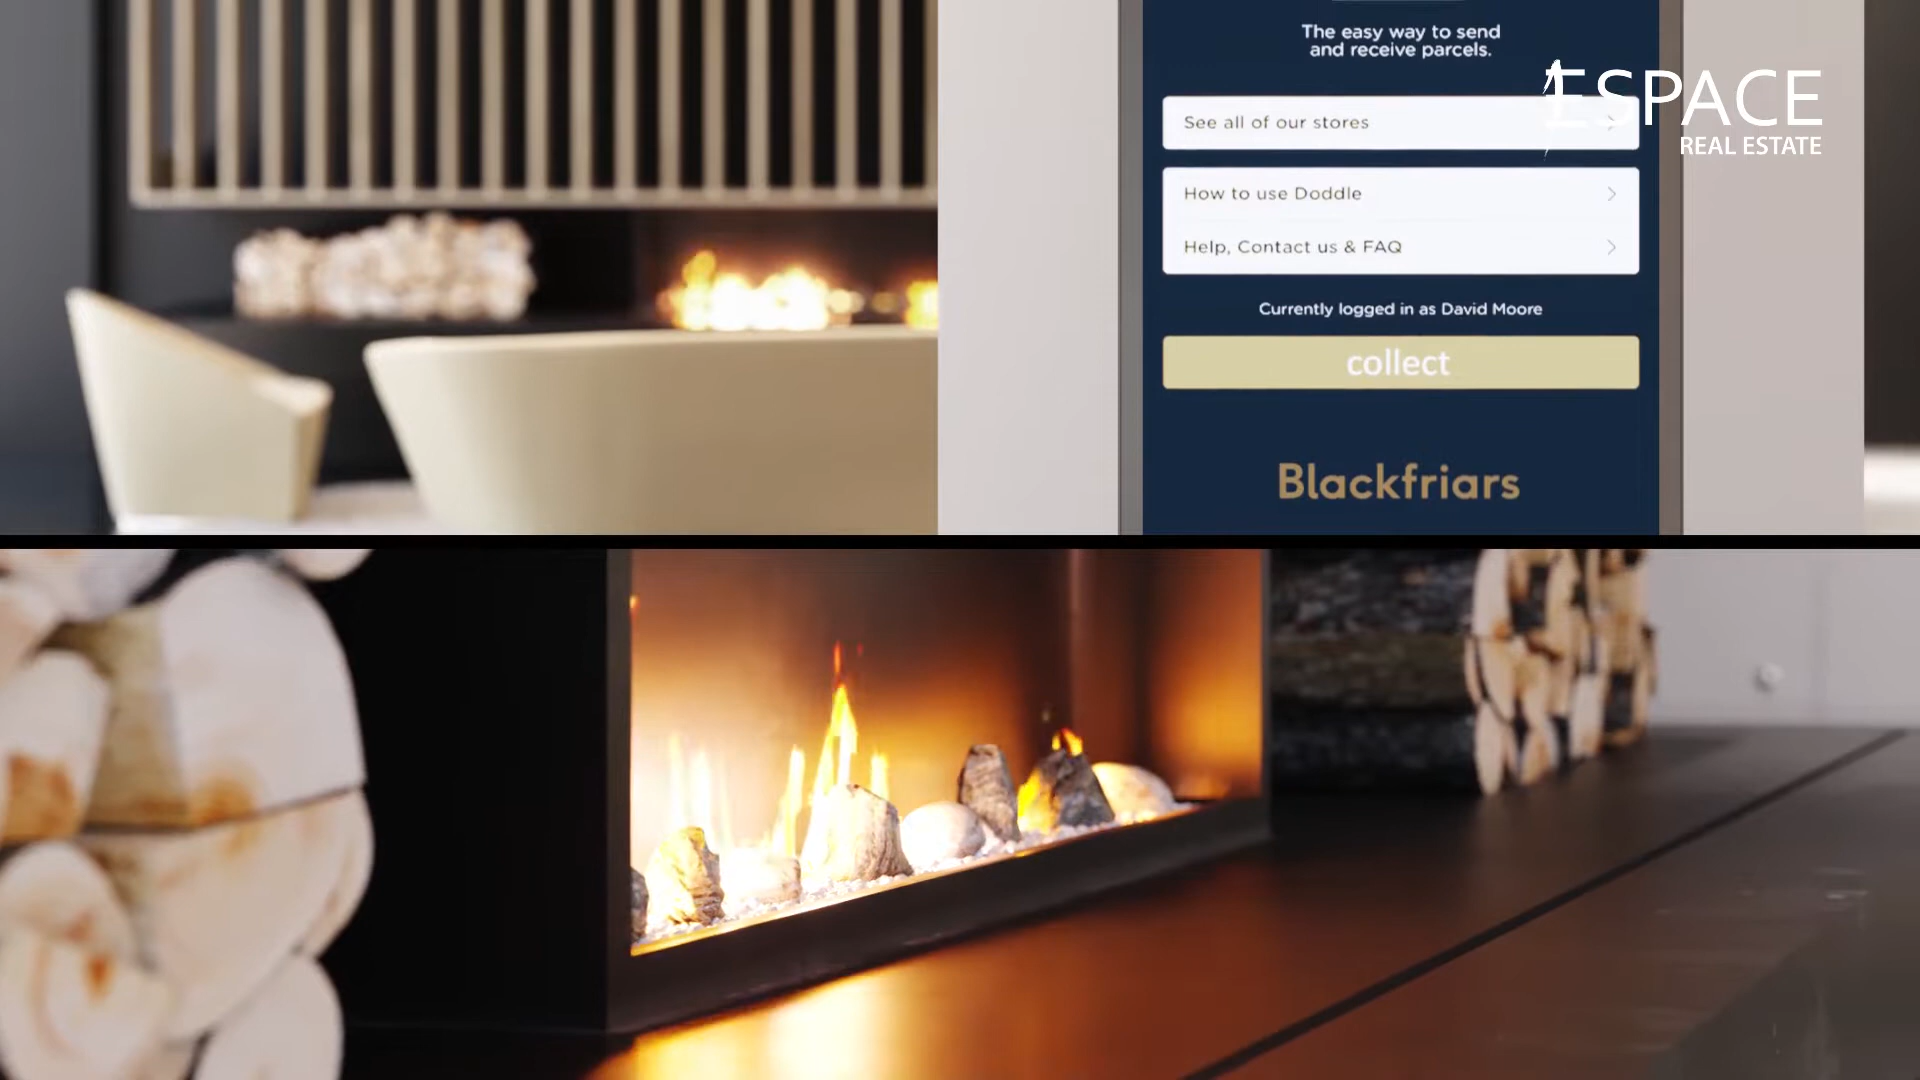 The easy way to send
and receive parcels.
ESPACE
REAL ESTATE
See all of our stores
How to use Doddle
Help, Contact us & FAQ
Currently logged in as David Moore
collect
Blackfriars